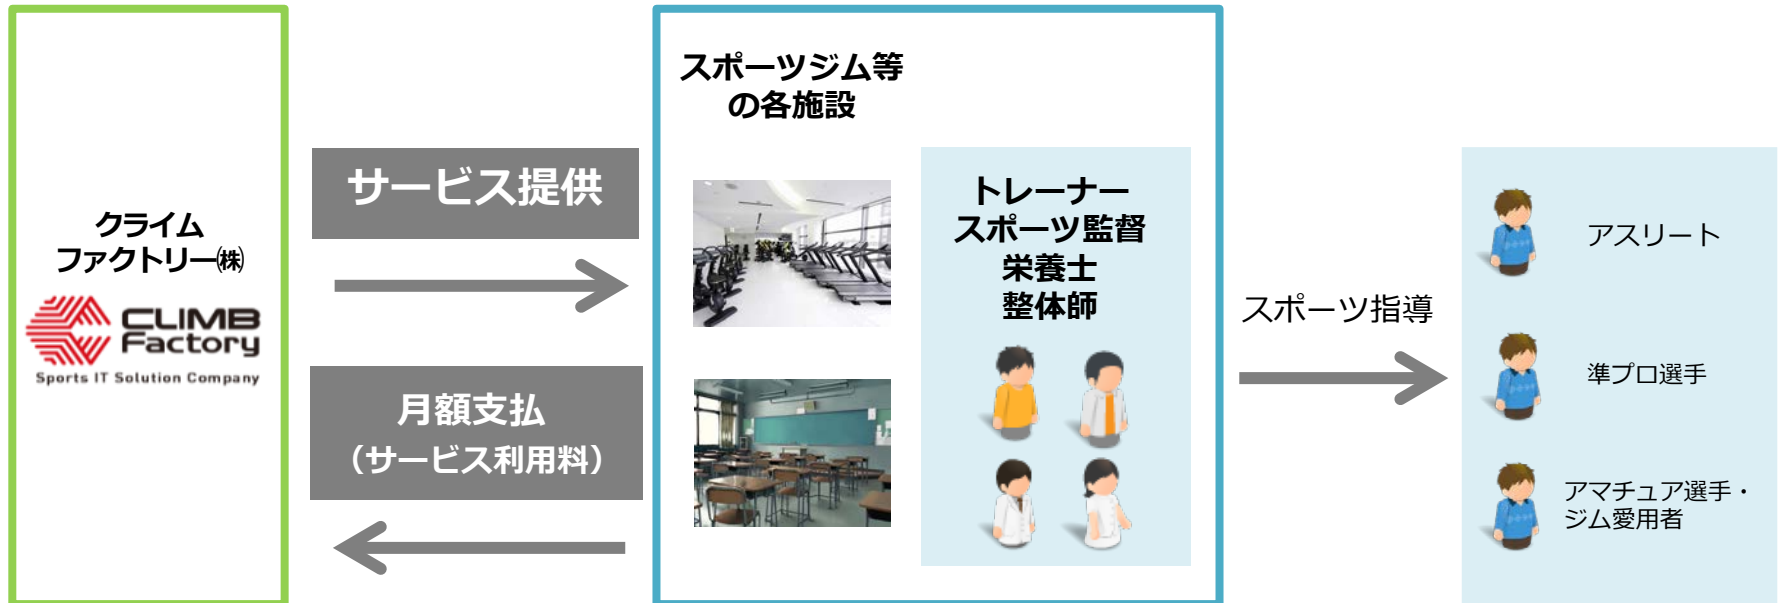 クライム
ファクトリー㈱
CLIMB
Factory
Sports IT Solution Company
サービス提供
月額支払
（サービス利用料）
スポーツジム等
の各施設
トレーナー
スポーツ監督
栄養士
整体師
スポーツ指導
アスリート
準プロ選手
アマチュア選手・
ジム愛用者